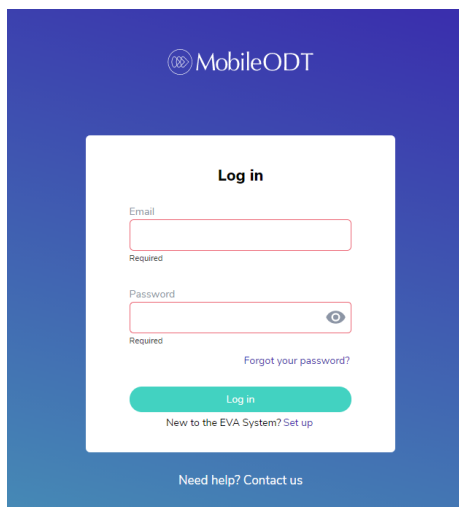 MobileODT
Log in
Email
Required
Password
Required
Forgot your password?
Log in
New to the EVA System? Set up
Need help? Contact us